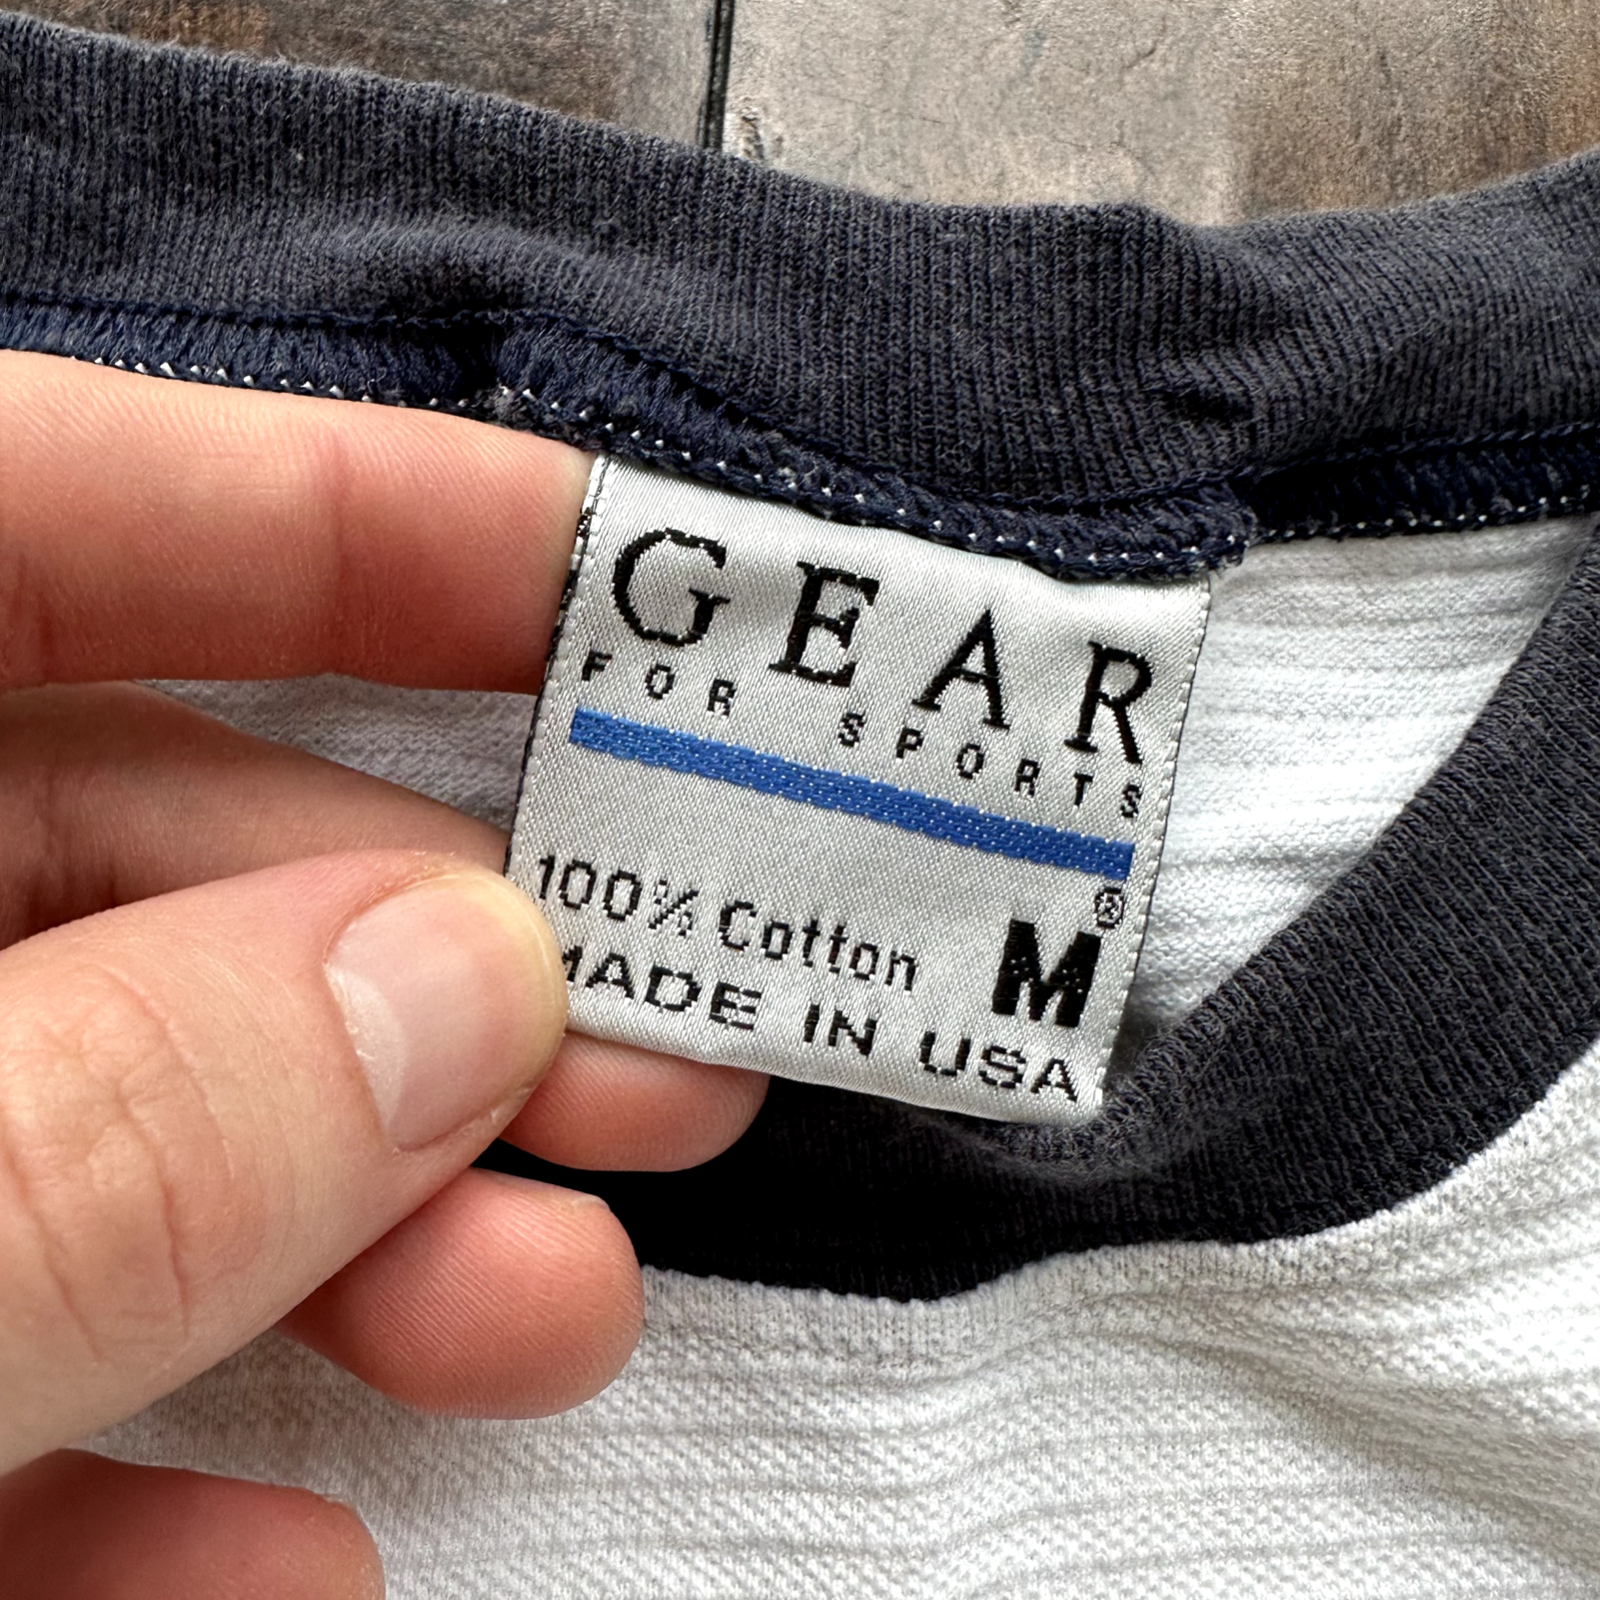 GEAR
FOR SPORTS
®
100% Cotton M
MADE IN USA